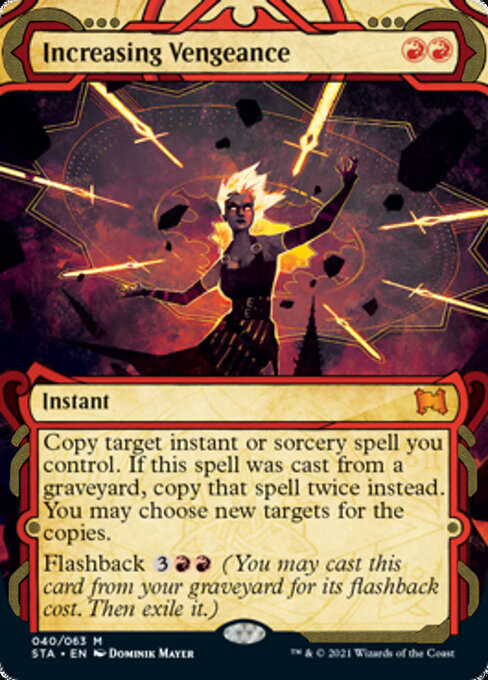 Increasing Vengeance
Instant
Copy target instant or sorcery spell you
control. If this spell was cast from a
graveyard, copy that spell twice instead.
You may choose new targets for the
copies.
Flashback 3 (You may cast this
card from your graveyard for its flashback
cost. Then exile it.)
040/063 M
STA • EN DOMINIK MAYER
™ & © 2021 Wizards of the Coast